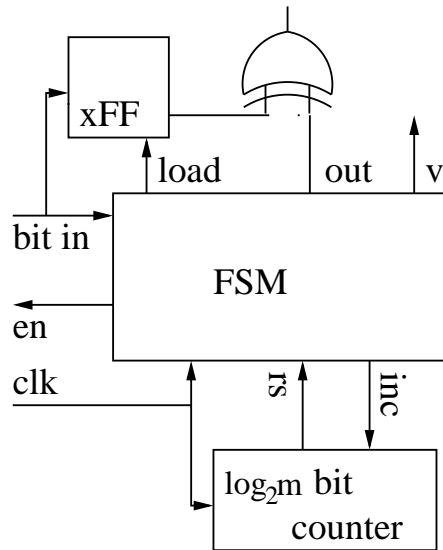 xFF
load out v
bit in
FSM
en
clk
rs
inc
log₂m bit
counter